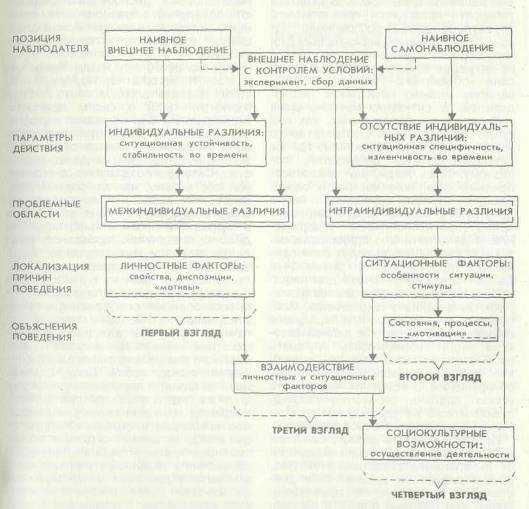 ПОЗИЦИЯ
НАБЛЮДАТЕЛЯ
НАИВНОЕ
ВНЕШНЕЕ НАБЛЮДЕНИЕ
НАИВНОЕ
САМОНАБЛЮДЕНИЕ
ВНЕШНЕЕ НАБЛЮДЕНИЕ
С КОНТРОЛЕМ УСЛОВИЙ:
эксперимент, сбор данных
ПАРАМЕТРЫ
ДЕЙСТВИЯ
ИНДИВИДУАЛЬНЫЕ РАЗЛИЧИЯ:
ситуационная устойчивость,
стабильность во времени
ОТСУТСТВИЕ ИНДИВИДУАЛЬ-
НЫХ РАЗЛИЧИЙ:
ситуационная специфичность,
изменчивость во времени
ПРОБЛЕМНЫЕ
ОБЛАСТИ
МЕЖИНДИВИДУАЛЬНЫЕ РАЗЛИЧИЯ
ИНТРАИНДИВИДУАЛЬНЫЕ РАЗЛИЧИЯ
ЛОКАЛИЗАЦИЯ
ПРИЧИН
ПОВЕДЕНИЯ
ЛИЧНОСТНЫЕ ФАКТОРЫ:
свойства, диспозиции,
«мотивы»
СИТУАЦИОННЫЕ ФАКТОРЫ:
особенности ситуации,
стимулы
ОБЪЯСНЕНИЯ
ПОВЕДЕНИЯ
ПЕРВЫЙ ВЗГЛЯД
Состояния, процессы,
«мотивации»
ВТОРОЙ ВЗГЛЯД
ВЗАИМОДЕЙСТВИЕ
личностных и ситуационных
факторов
ТРЕТИЙ ВЗГЛЯД
СОЦИОКУЛЬТУРНЫЕ
ВОЗМОЖНОСТИ:
осуществление деятельности
ЧЕТВЕРТЫЙ ВЗГЛЯД